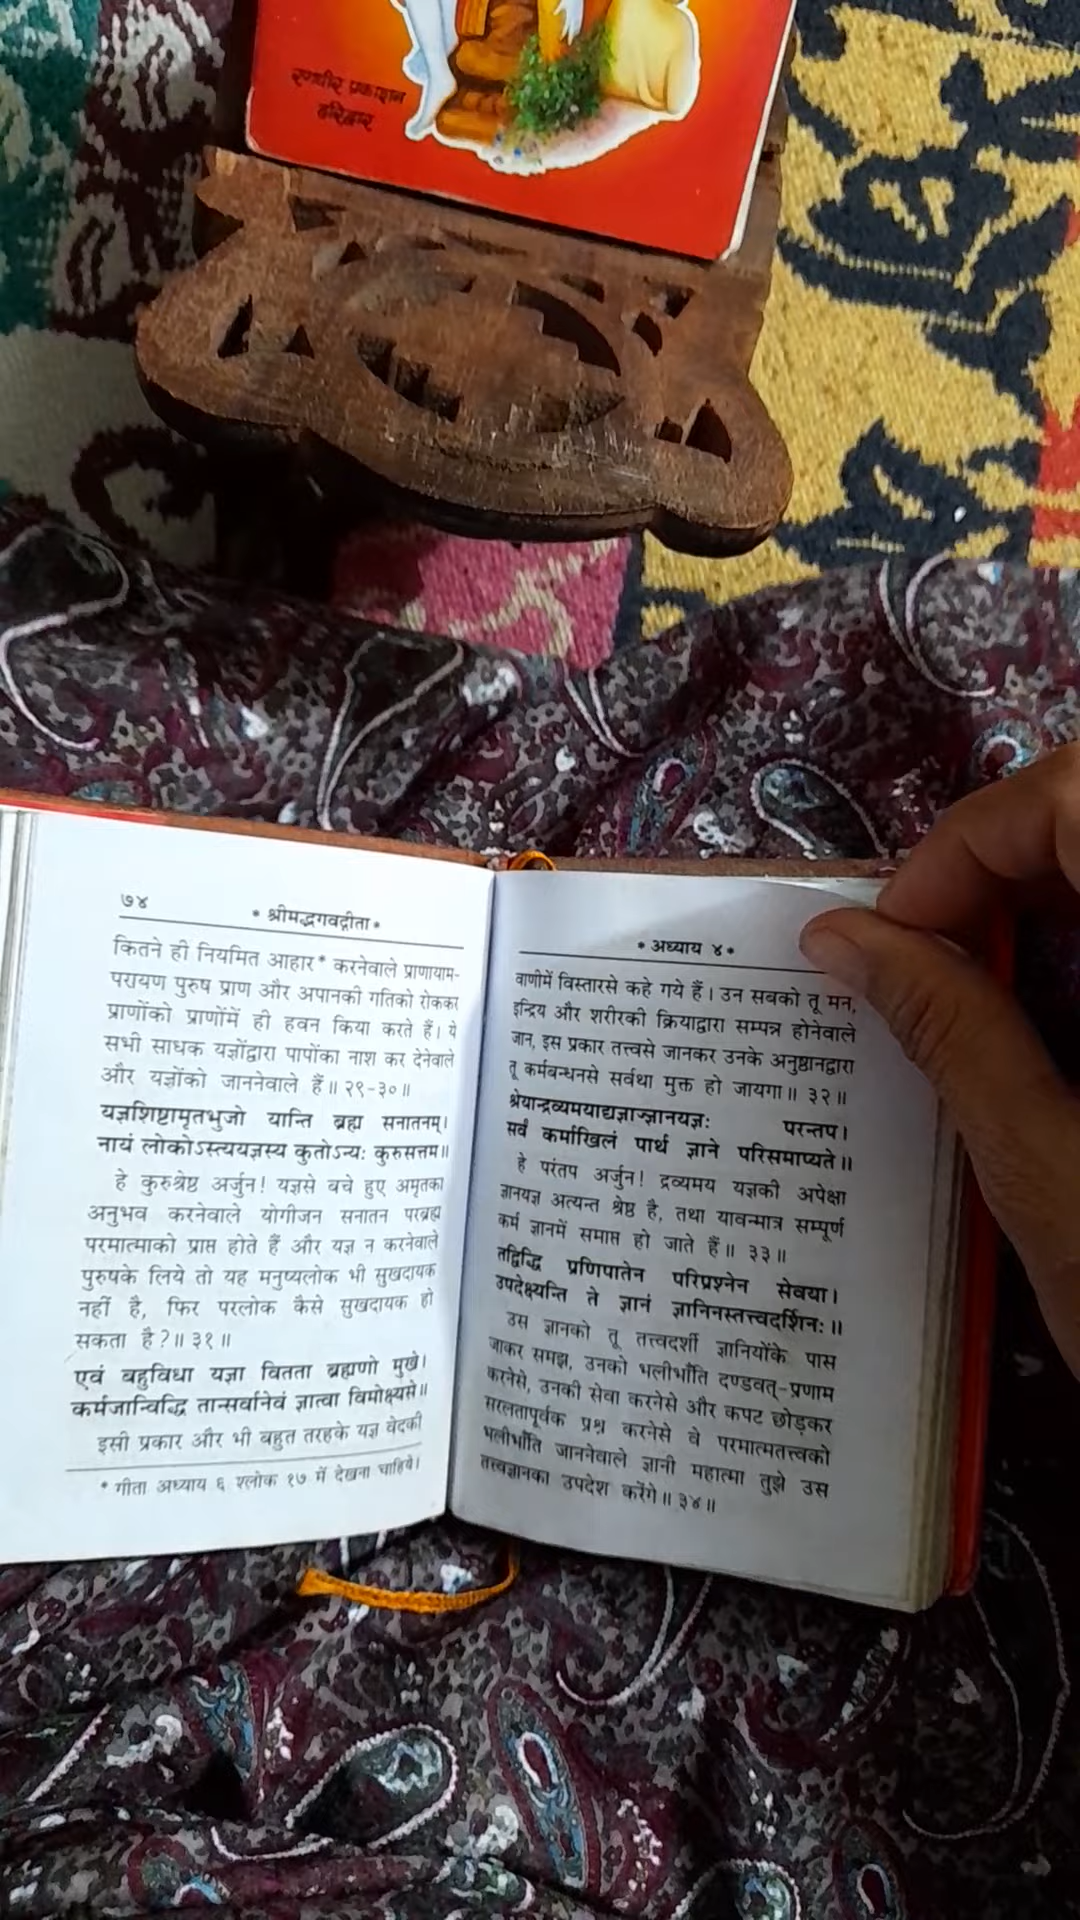 रणधीर प्रकाशन
हरिद्वार
७४
* श्रीमद्भगवद्गीता *
कितने ही नियमित आहार* करनेवाले प्राणायाम-
परायण पुरुष प्राण और अपानकी गतिको रोककर
प्राणोंको प्राणोंमें ही हवन किया करते हैं। ये
सभी साधक यज्ञोंद्वारा पापोंका नाश कर देनेवाले
और यज्ञोंको जाननेवाले हैं॥ २९-३०॥
यज्ञशिष्टामृतभुजो यान्ति ब्रह्म सनातनम्।
नायं लोकोऽस्त्ययज्ञस्य कुतोऽन्यः कुरुसत्तम॥
हे कुरुश्रेष्ठ अर्जुन! यज्ञसे बचे हुए अमृतका
अनुभव करनेवाले योगीजन सनातन परब्रह्म
परमात्माको प्राप्त होते हैं और यज्ञ न करनेवाले
पुरुषके लिये तो यह मनुष्यलोक भी सुखदायक
नहीं है, फिर परलोक कैसे सुखदायक हो
सकता है?॥ ३१॥
एवं बहुविधा यज्ञा वितता ब्रह्मणो मुखे।
कर्मजान्विद्धि तान्सर्वानेवं ज्ञात्वा विमोक्ष्यसे॥
इसी प्रकार और भी बहुत तरहके यज्ञ वेदकी
* गीता अध्याय ६ श्लोक १७ में देखना चाहिये।
* अध्याय ४ *
वाणीमें विस्तारसे कहे गये हैं। उन सबको तू मन,
इन्द्रिय और शरीरकी क्रियाद्वारा सम्पन्न होनेवाले
जान, इस प्रकार तत्त्वसे जानकर उनके अनुष्ठानद्वारा
तू कर्मबन्धनसे सर्वथा मुक्त हो जायगा॥ ३२॥
श्रेयान्द्रव्यमयाद्यज्ञाज्ज्ञानयज्ञः परन्तप।
सर्वं कर्माखिलं पार्थ ज्ञाने परिसमाप्यते॥
हे परंतप अर्जुन! द्रव्यमय यज्ञकी अपेक्षा
ज्ञानयज्ञ अत्यन्त श्रेष्ठ है, तथा यावन्मात्र सम्पूर्ण
कर्म ज्ञानमें समाप्त हो जाते हैं॥ ३३॥
तद्विद्धि प्रणिपातेन परिप्रश्नेन सेवया।
उपदेक्ष्यन्ति ते ज्ञानं ज्ञानिनस्तत्त्वदर्शिनः॥
उस ज्ञानको तू तत्त्वदर्शी ज्ञानियोंके पास
जाकर समझ, उनको भलीभाँति दण्डवत्-प्रणाम
करनेसे, उनकी सेवा करनेसे और कपट छोड़कर
सरलतापूर्वक प्रश्न करनेसे वे परमात्मतत्त्वको
भलीभाँति जाननेवाले ज्ञानी महात्मा तुझे उस
तत्त्वज्ञानका उपदेश करेंगे॥ ३४॥